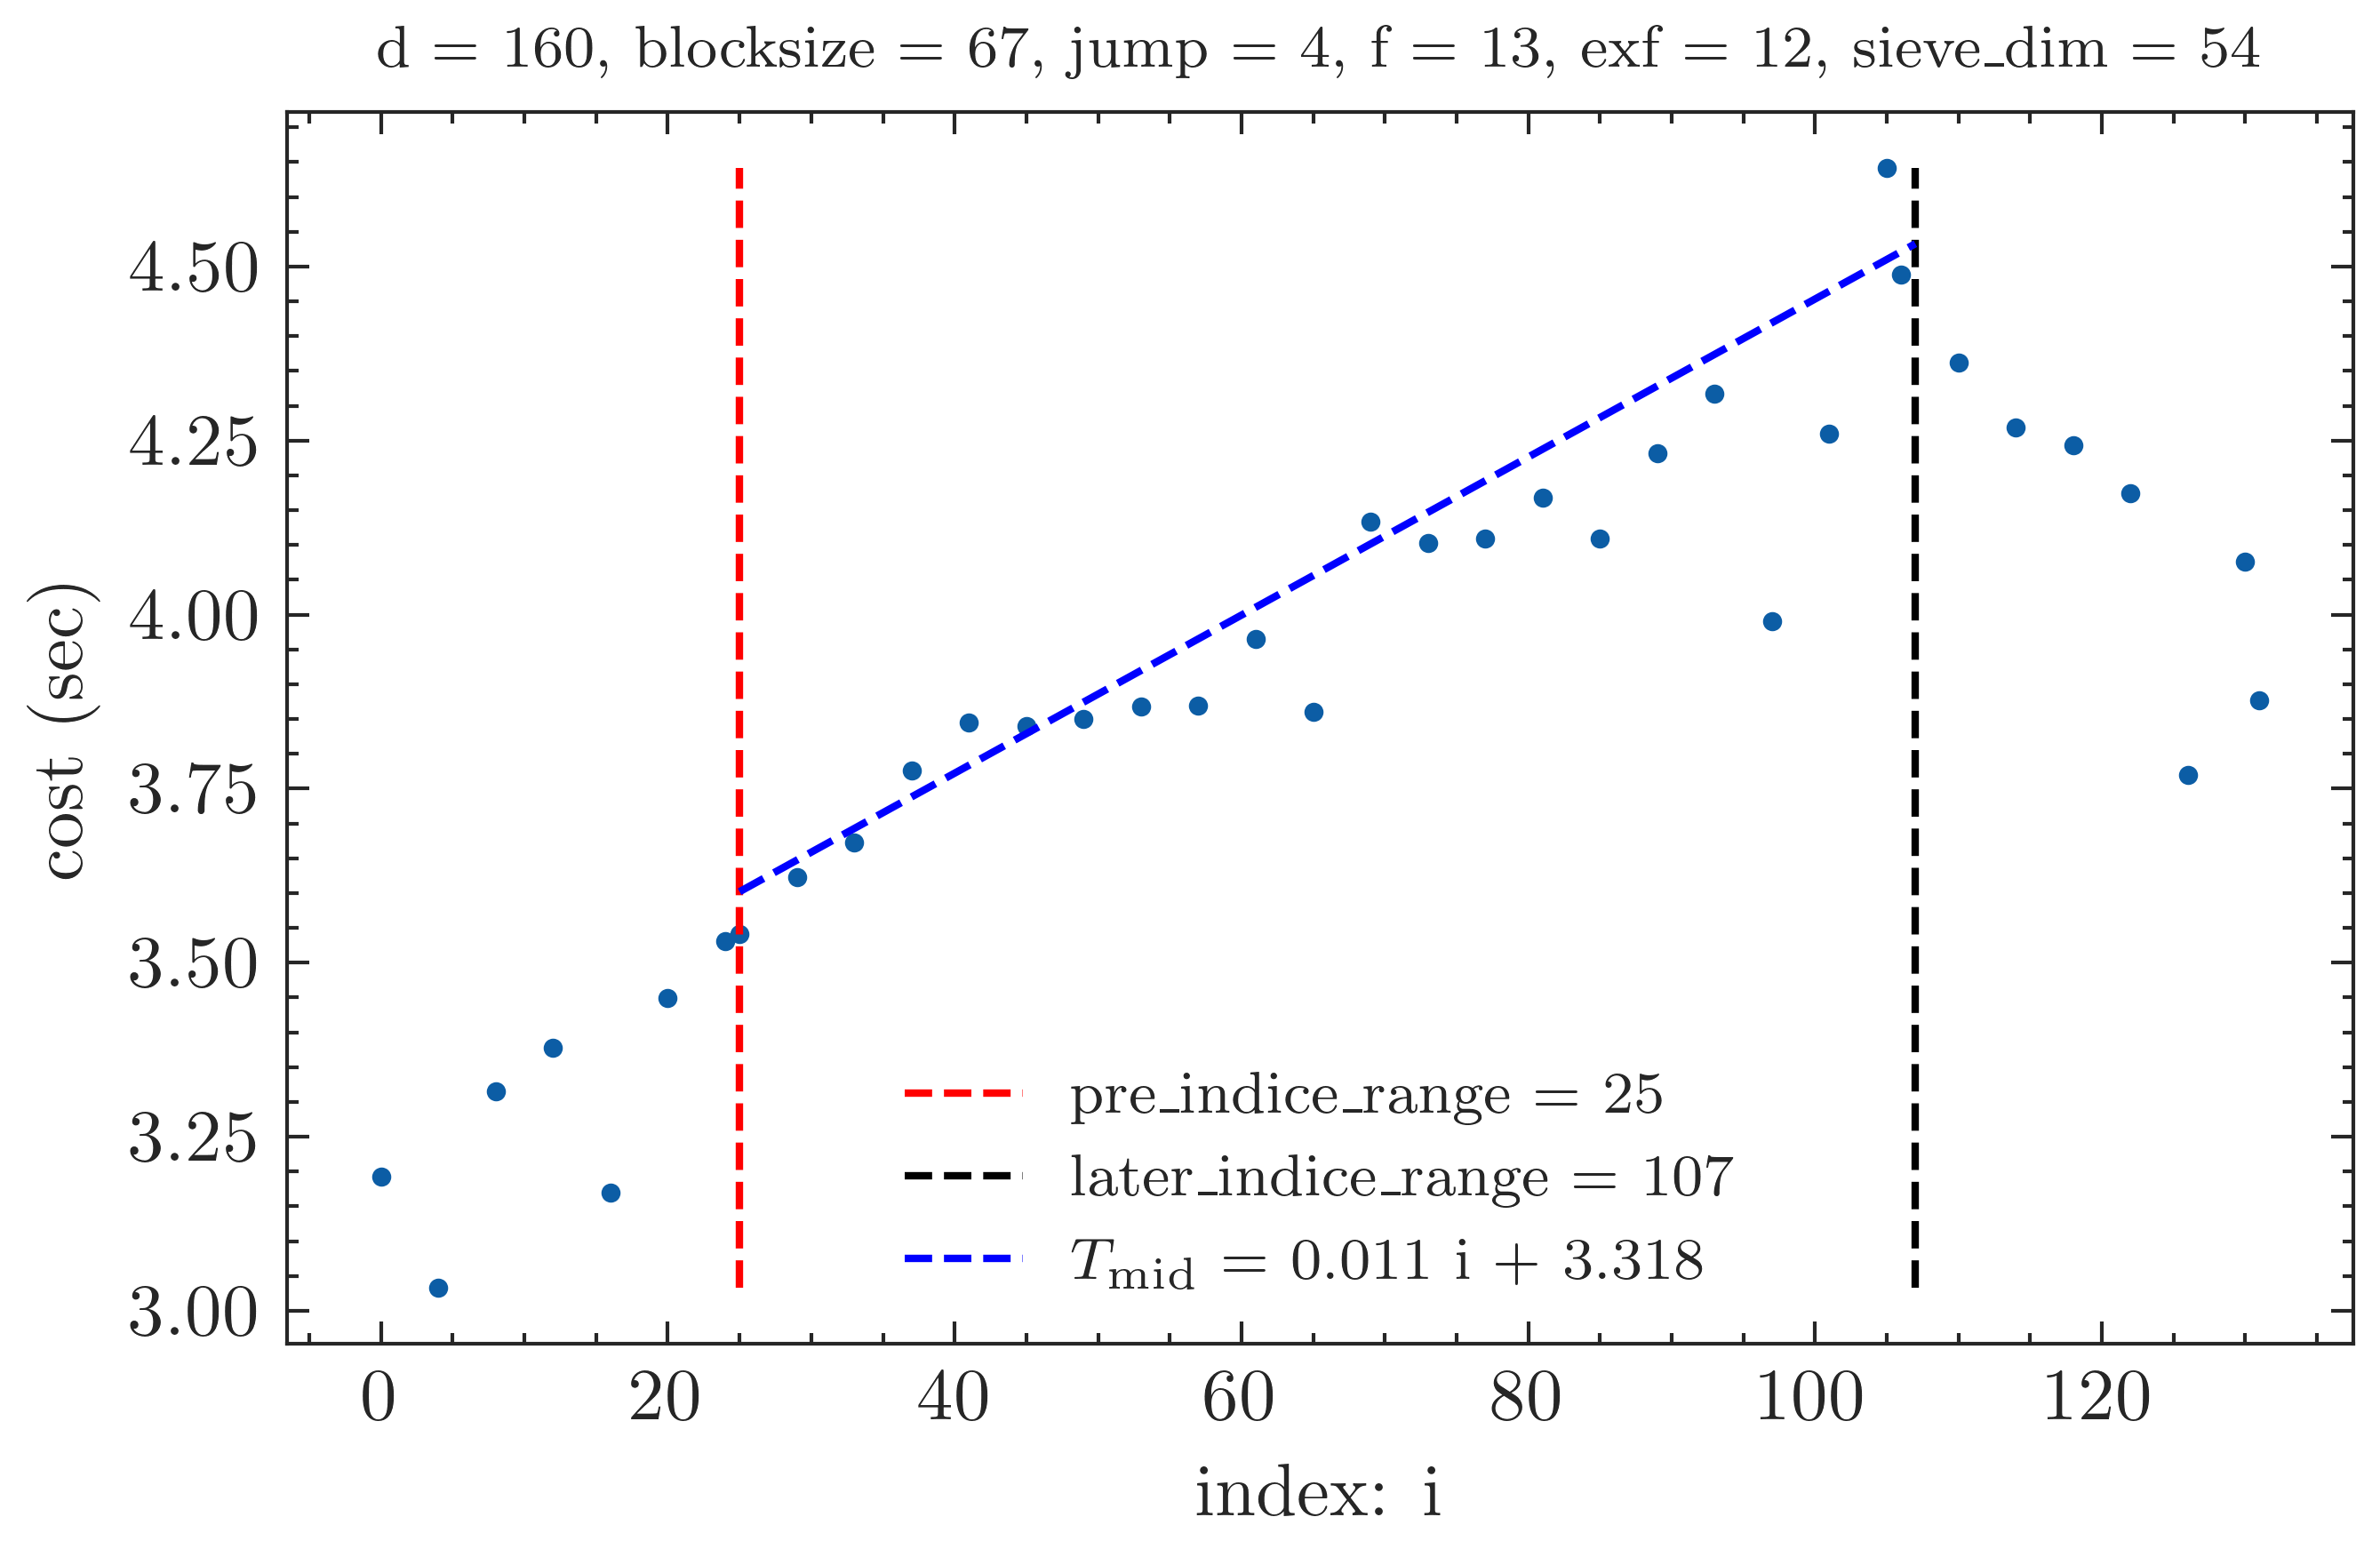 d = 160, blocksize = 67, jump = 4, f = 13, exf = 12, sieve_dim = 54
4.50
4.25
4.00
3.75
3.50
3.25
3.00
cost (sec)
pre_indice_range = 25
later_indice_range = 107
T_mid = 0.011 i + 3.318
0 20 40 60 80 100 120
index: i